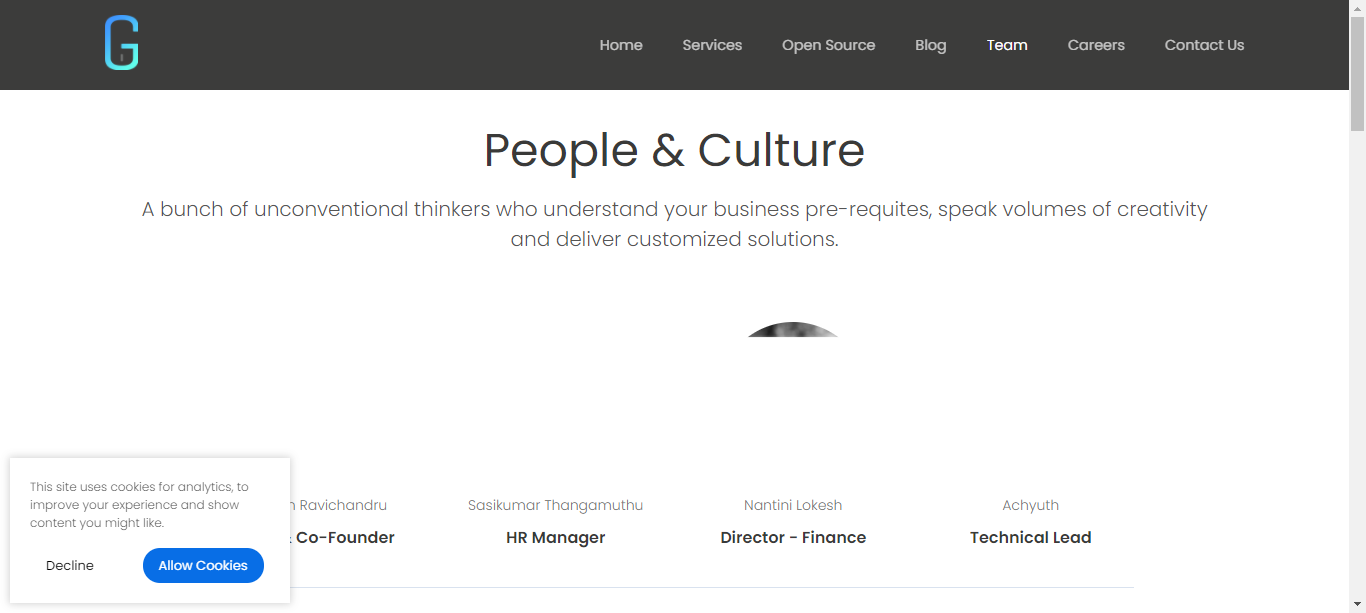 G
Home Services Open Source Blog Team Careers Contact Us
People & Culture
A bunch of unconventional thinkers who understand your business pre-requites, speak volumes of creativity
and deliver customized solutions.
Ravichandru Sasikumar Thangamuthu Nantini Lokesh Achyuth
Co-Founder HR Manager Director - Finance Technical Lead
This site uses cookies for analytics, to
improve your experience and show
content you might like.
Decline Allow Cookies